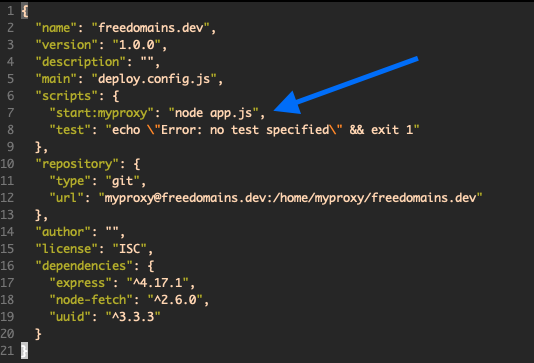 1 {
2 "name": "freedomains.dev",
3 "version": "1.0.0",
4 "description": "",
5 "main": "deploy.config.js",
6 "scripts": {
7 "start:myproxy": "node app.js",
8 "test": "echo \"Error: no test specified\" && exit 1"
9 },
10 "repository": {
11 "type": "git",
12 "url": "myproxy@freedomains.dev:/home/myproxy/freedomains.dev"
13 },
14 "author": "",
15 "license": "ISC",
16 "dependencies": {
17 "express": "^4.17.1",
18 "node-fetch": "^2.6.0",
19 "uuid": "^3.3.3"
20 }
21 }